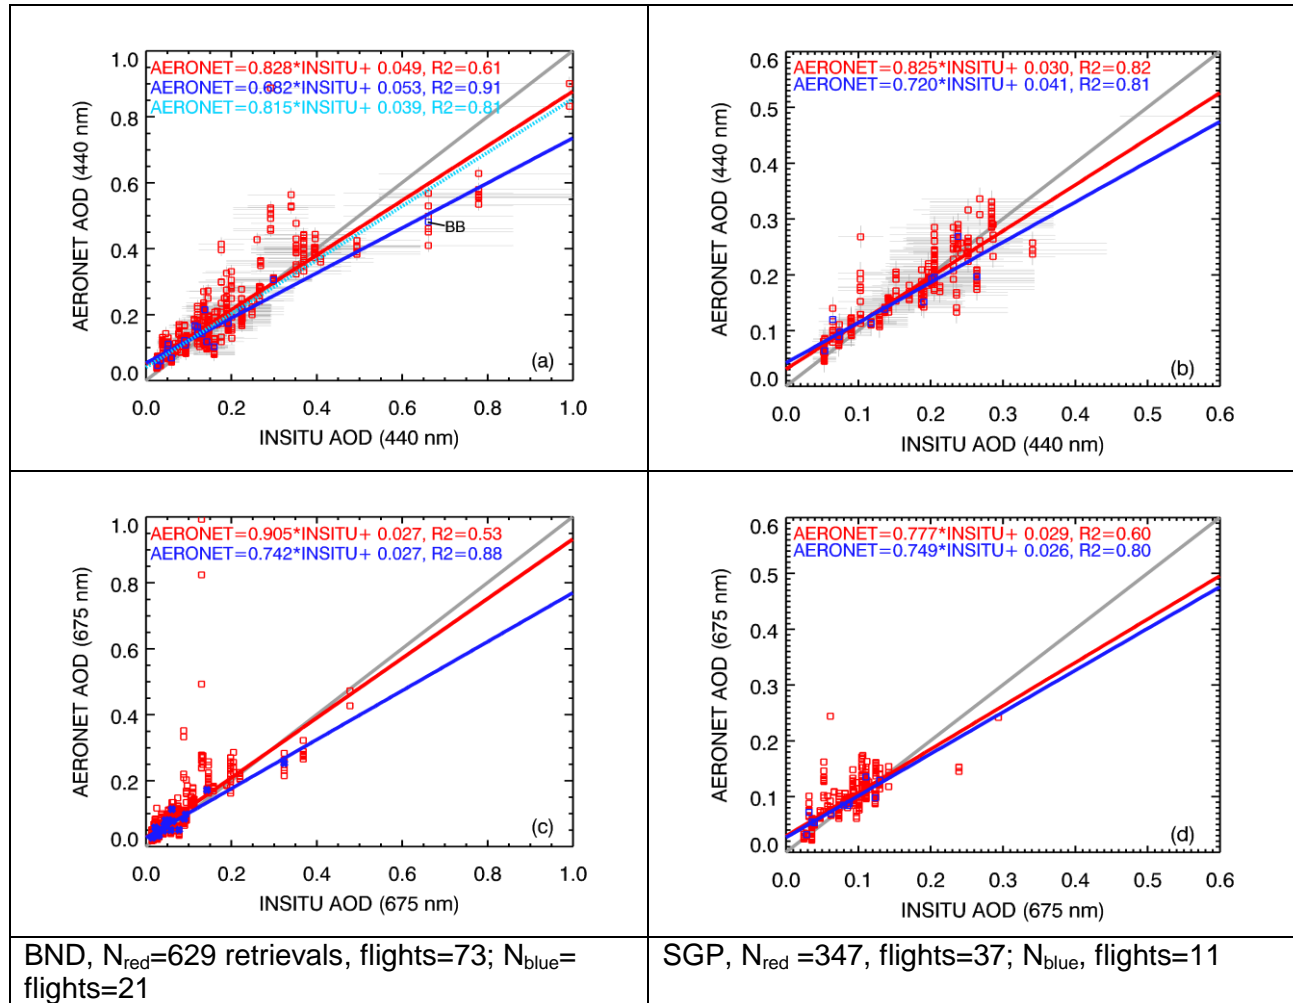 AERONET=0.828*INSITU+ 0.049, R2=0.61
AERONET=0.682*INSITU+ 0.053, R2=0.91
AERONET=0.815*INSITU+ 0.039, R2=0.81
1.0
0.8
0.6
0.4
0.2
0.0
AERONET AOD (440 nm)
BB
(a)
0.0 0.2 0.4 0.6 0.8 1.0
INSITU AOD (440 nm)
AERONET=0.825*INSITU+ 0.030, R2=0.82
AERONET=0.720*INSITU+ 0.041, R2=0.81
0.6
0.5
0.4
0.3
0.2
0.1
0.0
AERONET AOD (440 nm)
(b)
0.0 0.1 0.2 0.3 0.4 0.5 0.6
INSITU AOD (440 nm)
AERONET=0.905*INSITU+ 0.027, R2=0.53
AERONET=0.742*INSITU+ 0.027, R2=0.88
1.0
0.8
0.6
0.4
0.2
0.0
AERONET AOD (675 nm)
(c)
0.0 0.2 0.4 0.6 0.8 1.0
INSITU AOD (675 nm)
AERONET=0.777*INSITU+ 0.029, R2=0.60
AERONET=0.749*INSITU+ 0.026, R2=0.80
0.6
0.5
0.4
0.3
0.2
0.1
0.0
AERONET AOD (675 nm)
(d)
0.0 0.1 0.2 0.3 0.4 0.5 0.6
INSITU AOD (675 nm)
BND, Nred=629 retrievals, flights=73; Nblue=
flights=21
SGP, Nred =347, flights=37; Nblue, flights=11